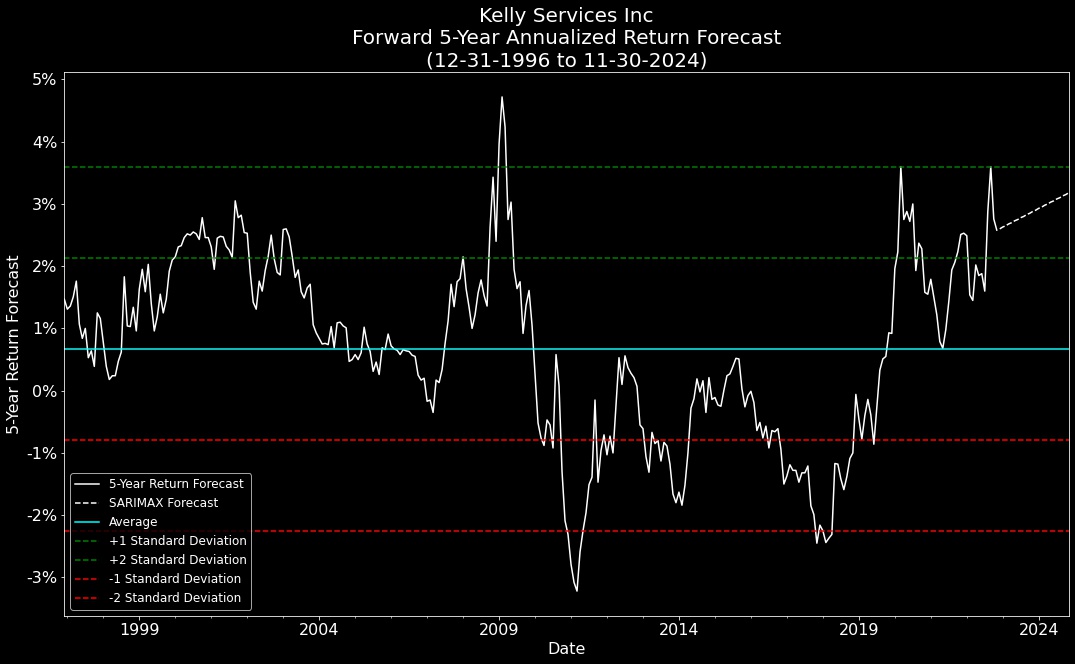 Kelly Services Inc
Forward 5-Year Annualized Return Forecast
(12-31-1996 to 11-30-2024)
5%
4%
3%
2%
1%
0%
-1%
-2%
-3%
5-Year Return Forecast
5-Year Return Forecast
SARIMAX Forecast
Average
+1 Standard Deviation
+2 Standard Deviation
-1 Standard Deviation
-2 Standard Deviation
1999 2004 2009 2014 2019 2024
Date